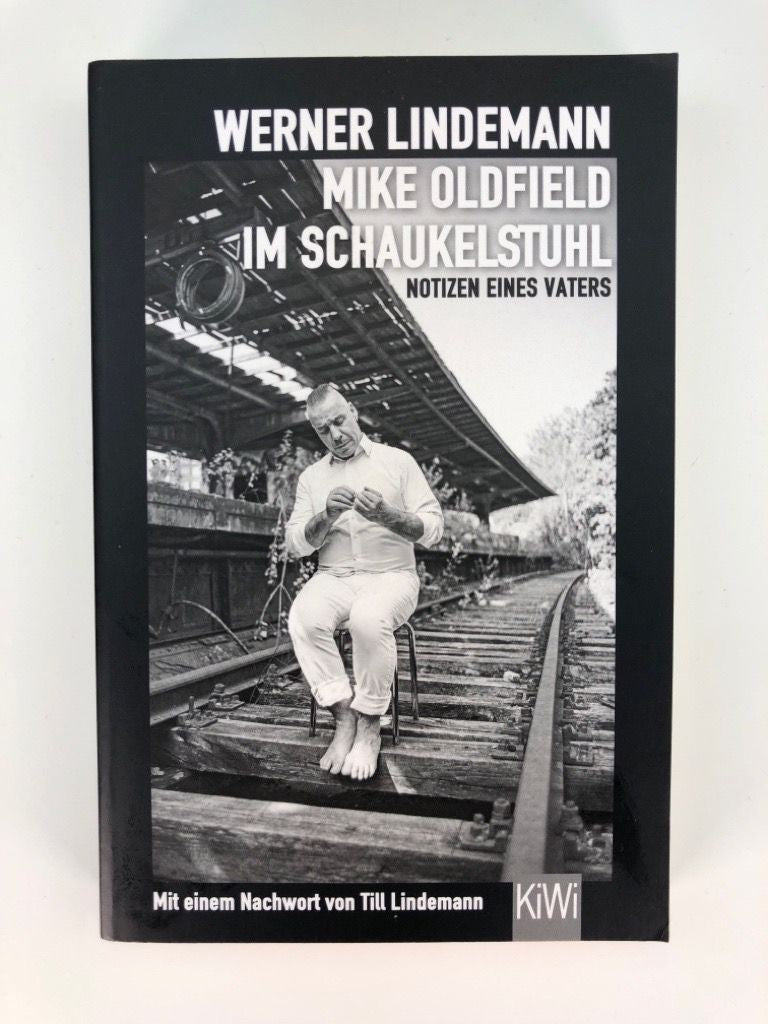 WERNER LINDEMANN
MIKE OLDFIELD
IM SCHAUKELSTUHL
NOTIZEN EINES VATERS
Mit einem Nachwort von Till Lindemann
KiWi